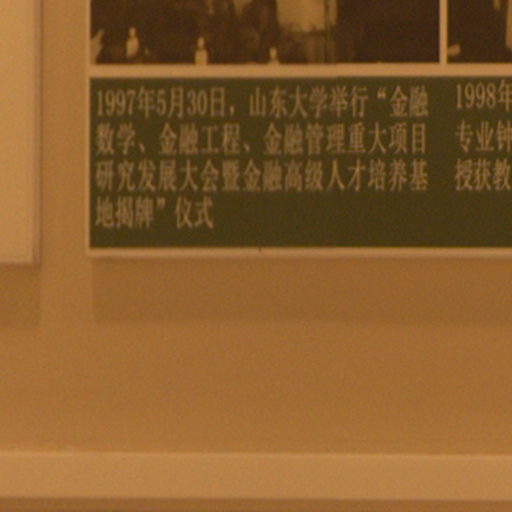 1997年5月30日，山东大学举行“金融
数学、金融工程、金融管理重大项目
研究发展大会暨金融高级人才培养基
地揭牌”仪式
1998年
专业钟
授获教